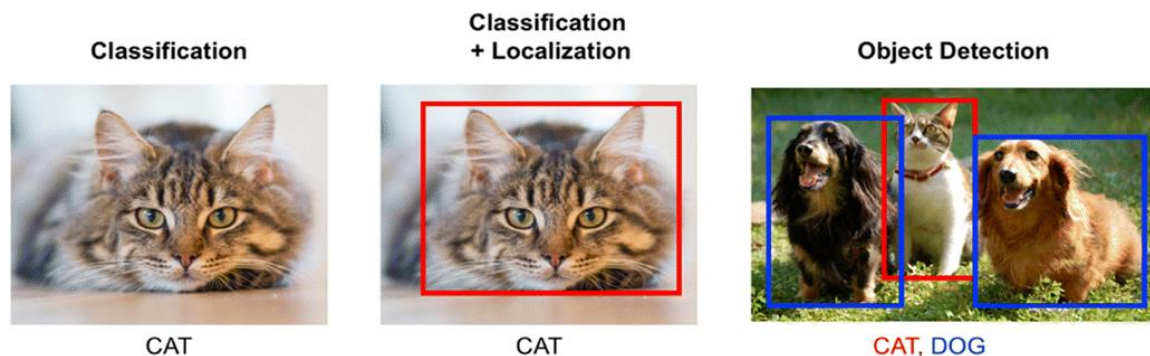 Classification
Classification
+ Localization
Object Detection
CAT
CAT
CAT, DOG